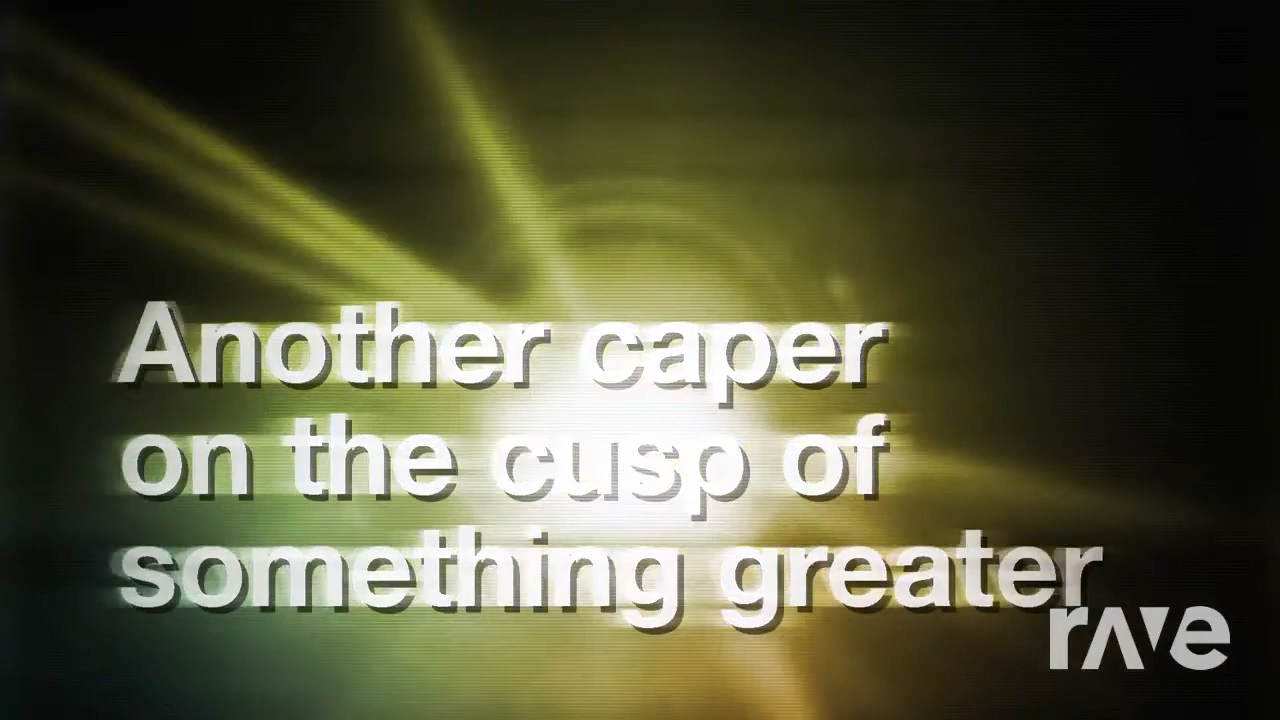 Another caper
on the cusp of
something greater
rave